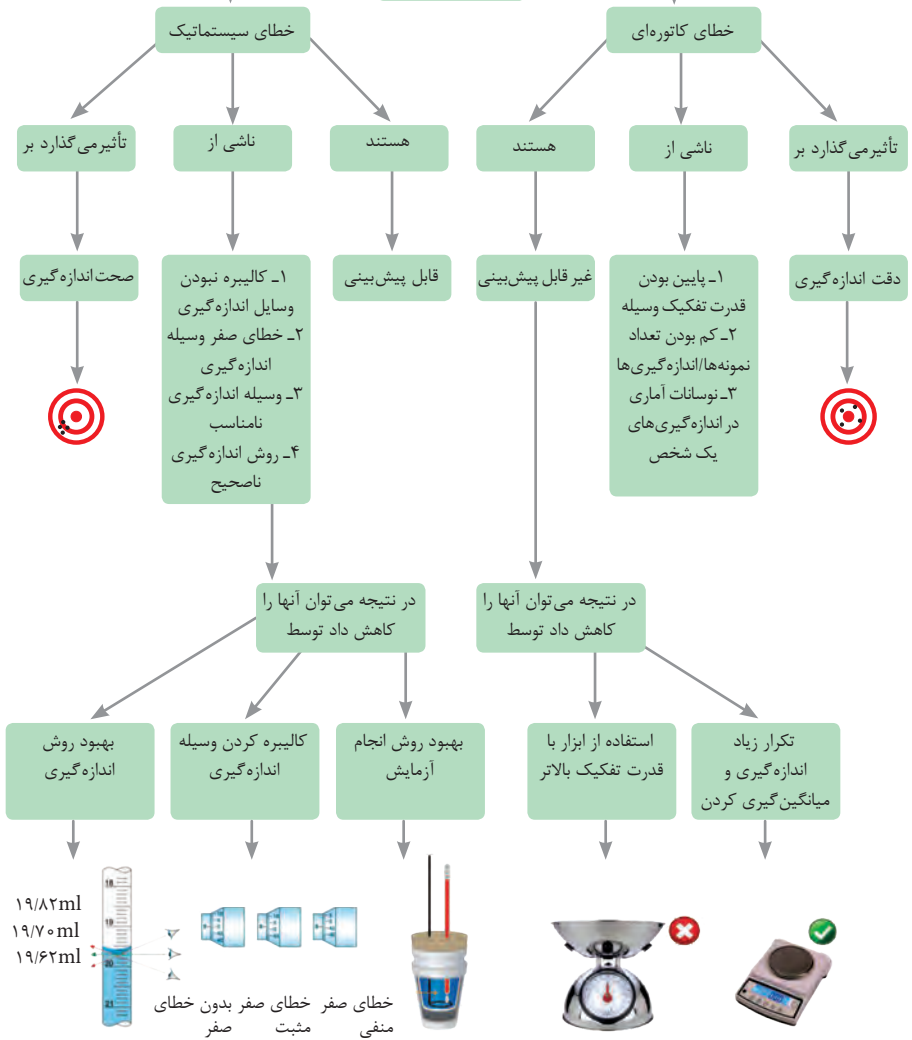 خطای کاتوره‌ای
خطای سیستماتیک
تأثیرمی‌گذارد بر
ناشی از
هستند
هستند
ناشی از
تأثیرمی‌گذارد بر
دقت اندازه‌گیری
۱ـ پایین بودن
قدرت تفکیک وسیله
۲ـ کم بودن تعداد
نمونه‌ها/اندازه‌گیری‌ها
۳ـ نوسانات آماری
در اندازه‌گیری‌های
یک شخص
غیر قابل پیش‌بینی
قابل پیش‌بینی
۱ـ کالیبره نبودن
وسایل اندازه‌گیری
۲ـ خطای صفر وسیله
اندازه‌گیری
۳ـ وسیله اندازه‌گیری
نامناسب
۴ـ روش اندازه‌گیری
ناصحیح
صحت‌اندازه‌گیری
در نتیجه می‌توان آنها را
کاهش داد توسط
در نتیجه می‌توان آنها را
کاهش داد توسط
تکرار زیاد
اندازه‌گیری و
میانگین‌گیری کردن
استفاده از ابزار با
قدرت تفکیک بالاتر
بهبود روش انجام
آزمایش
کالیبره کردن وسیله
اندازه‌گیری
بهبود روش
اندازه‌گیری
۱۹/۸۲ml
۱۹/۷۰ml
۱۹/۶۲ml
18
19
20
21
خطای صفر
منفی
خطای صفر
مثبت
بدون خطای
صفر